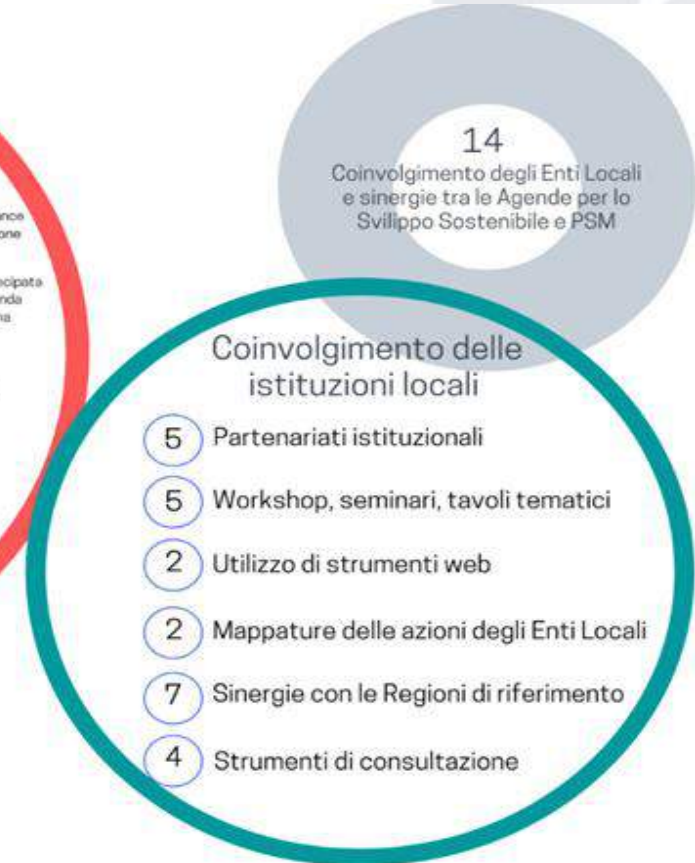 14
Coinvolgimento degli Enti Locali
e sinergie tra le Agende per lo
Svilippo Sostenibile e PSM
Coinvolgimento delle
istituzioni locali
5 Partenariati istituzionali
5 Workshop, seminari, tavoli tematici
2 Utilizzo di strumenti web
2 Mappature delle azioni degli Enti Locali
7 Sinergie con le Regioni di riferimento
4 Strumenti di consultazione